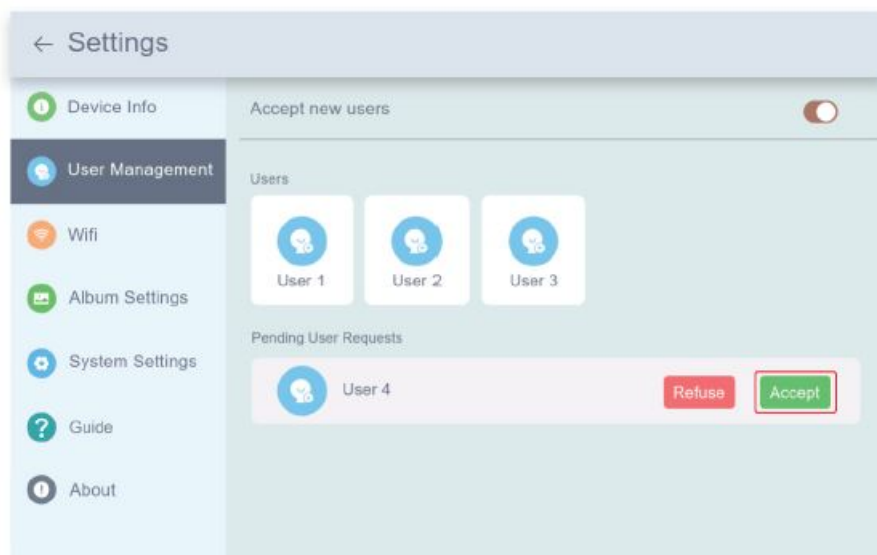 Settings
Device Info
User Management
Wifi
Album Settings
System Settings
Guide
About
Accept new users
Users
User 1
User 2
User 3
Pending User Requests
User 4
Refuse
Accept